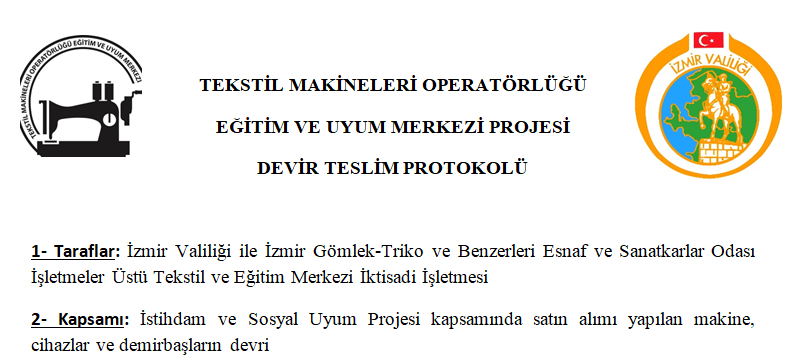 TEKSTİL MAKİNELERİ OPERATÖRLÜĞÜ EĞİTİM VE UYUM MERKEZİ
İZMİR VALİLİĞİ
TEKSTİL MAKİNELERİ OPERATÖRLÜĞÜ
EĞİTİM VE UYUM MERKEZİ PROJESİ
DEVİR TESLİM PROTOKOLÜ
1- Taraflar: İzmir Valiliği ile İzmir Gömlek-Triko ve Benzerleri Esnaf ve Sanatkarlar Odası
İşletmeler Üstü Tekstil ve Eğitim Merkezi İktisadi İşletmesi
2- Kapsamı: İstihdam ve Sosyal Uyum Projesi kapsamında satın alımı yapılan makine,
cihazlar ve demirbaşların devri